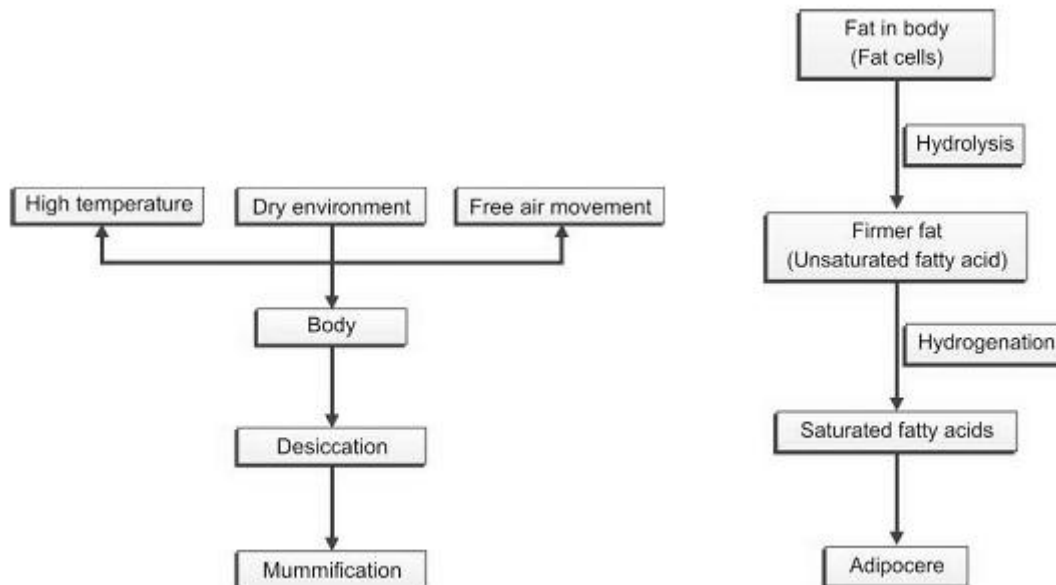 High temperature
Dry environment
Free air movement
Body
Desiccation
Mummification
Fat in body
(Fat cells)
Hydrolysis
Firmer fat
(Unsaturated fatty acid)
Hydrogenation
Saturated fatty acids
Adipocere